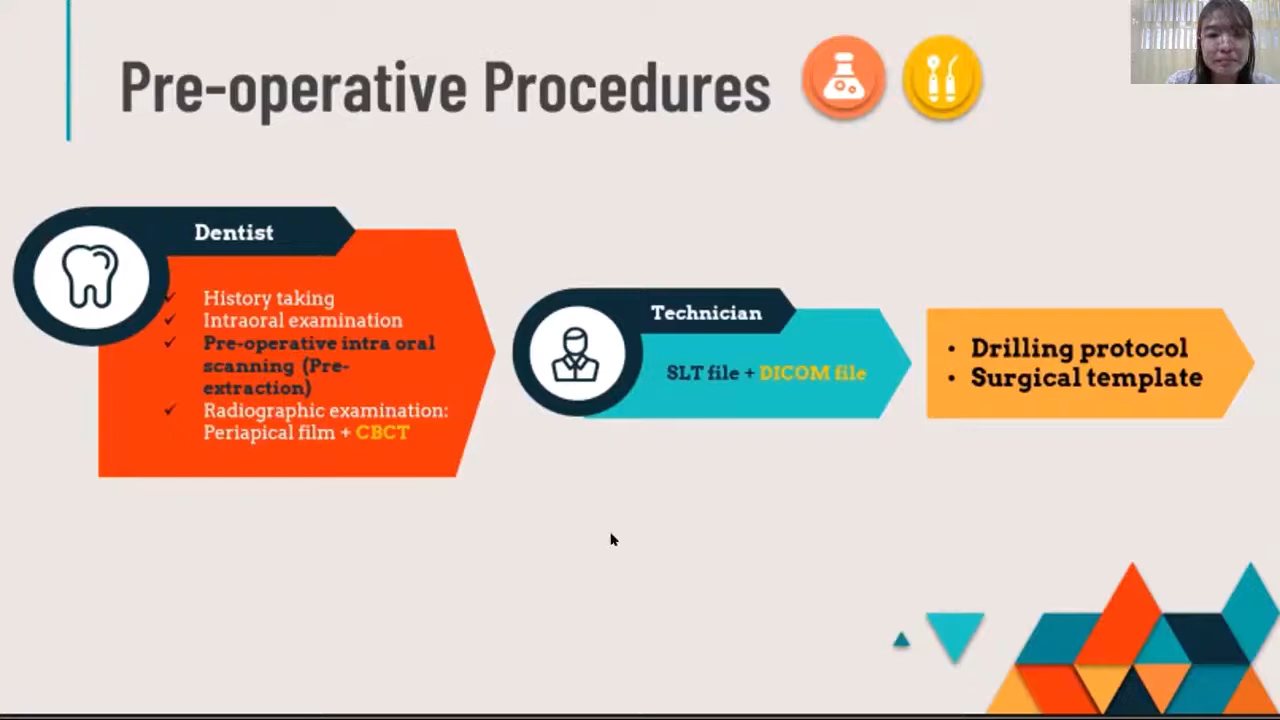 Pre-operative Procedures
Dentist
History taking
Intraoral examination
Pre-operative intra oral
scanning (Pre-
extraction)
Radiographic examination:
Periapical film + CBCT
Technician
SLT file + DICOM file
• Drilling protocol
• Surgical template